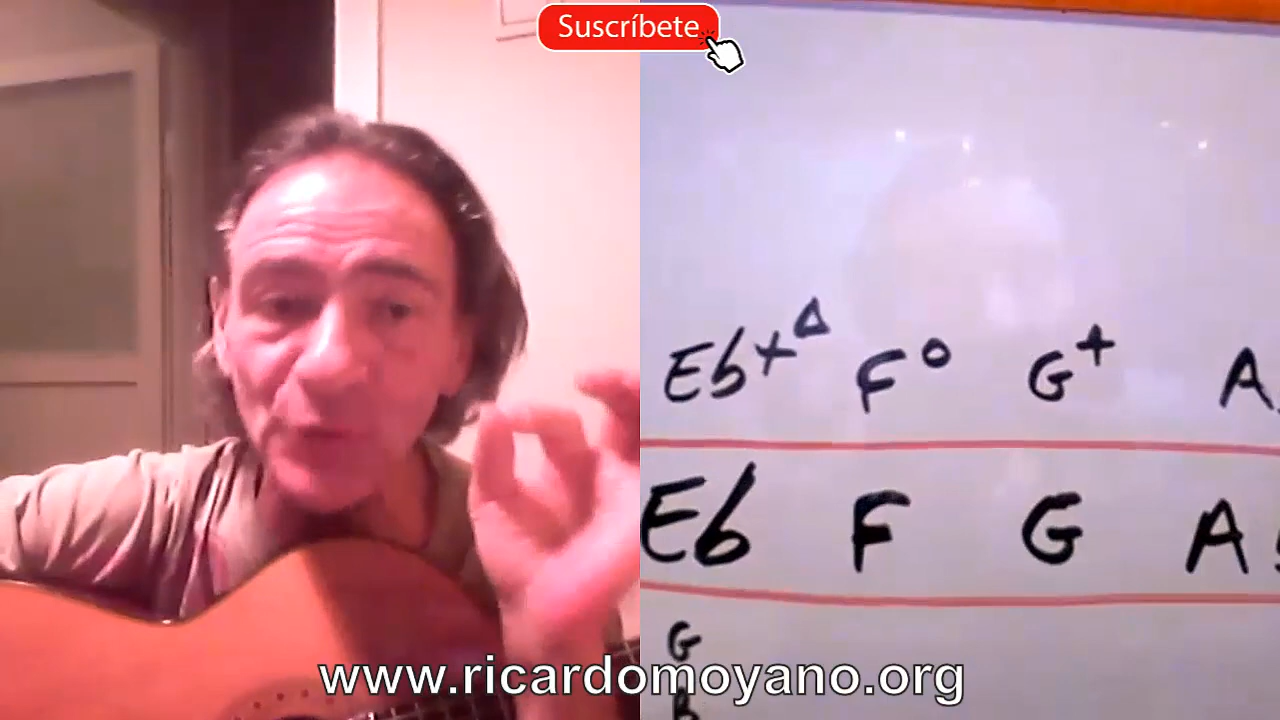 Suscríbete
Eb+Δ F° G+ A
Eb F G A
G
B
www.ricardomoyano.org